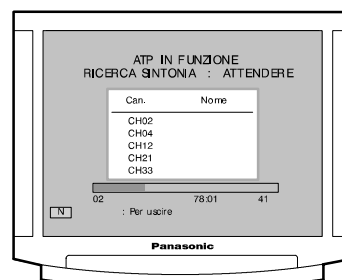 ATP IN FUNZIONE
RICERCA SINTONIA : ATTENDERE
Can. Nome
CH02
CH04
CH12
CH21
CH33
02 78:01 41
N : Per uscire
Panasonic